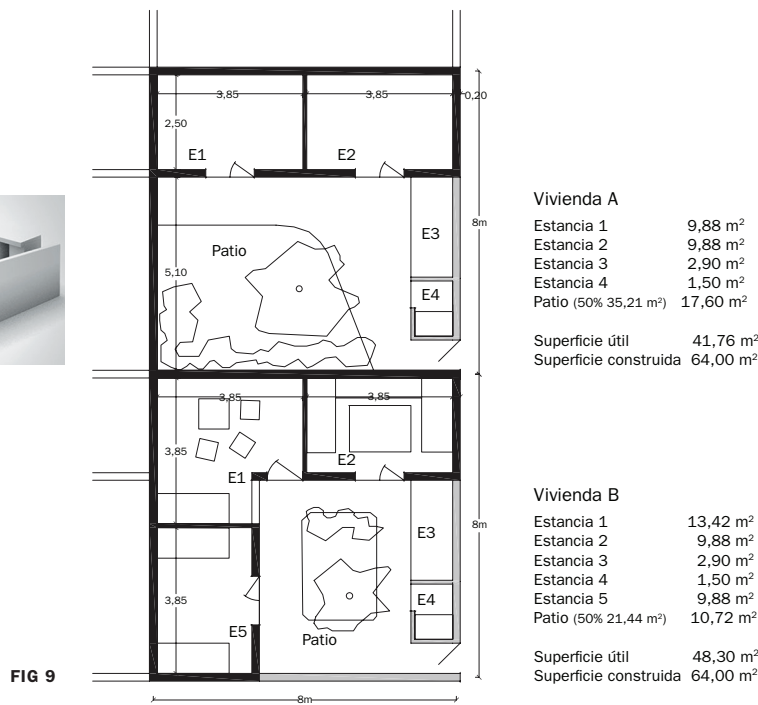 3,85
3,85
0,20
2,50
E1
E2
8m
E3
Patio
5,10
E4
3,85
3,85
3,85
E2
E1
8m
E3
3,85
E4
E5
Patio
8m
FIG 9
Vivienda A
Estancia 1 9,88 m²
Estancia 2 9,88 m²
Estancia 3 2,90 m²
Estancia 4 1,50 m²
Patio (50% 35,21 m²) 17,60 m²
Superficie útil 41,76 m²
Superficie construida 64,00 m²
Vivienda B
Estancia 1 13,42 m²
Estancia 2 9,88 m²
Estancia 3 2,90 m²
Estancia 4 1,50 m²
Estancia 5 9,88 m²
Patio (50% 21,44 m²) 10,72 m²
Superficie útil 48,30 m²
Superficie construida 64,00 m²